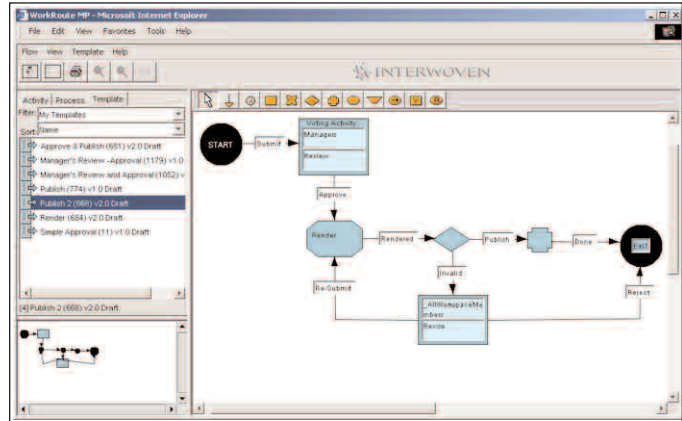 WorkRoute MP - Microsoft Internet Explorer
File Edit View Favorites Tools Help
Flow View Template Help
INTERWOVEN
Activity Process Template
Filter: My Templates
Sort: Name
Approve & Publish (651) v2.0 Draft
Manager's Review -Approval (1179) v1.0
Manager's Review and Approval (1052) v
Publish (774) v1.0 Draft
Publish 2 (668) v2.0 Draft
Render (684) v2.0 Draft
Simple Approval (11) v1.0 Draft
[4] Publish 2 (668) v2.0 Draft
START
Submit
Voting Activity
Managers
Review
Approve
Render
Rendered
Publish
Done
EXIT
Invalid
Re-Submit
Reject
_AllWorkspaceMe
mbers
Revise